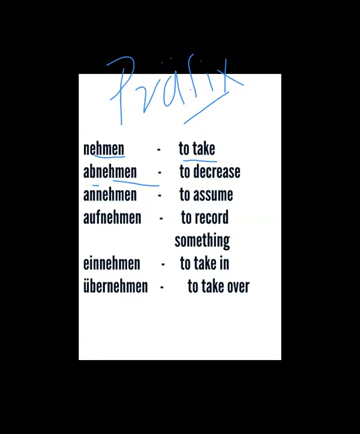 Präfix
nehmen - to take
abnehmen - to decrease
annehmen - to assume
aufnehmen - to record
something
einnehmen - to take in
übernehmen - to take over